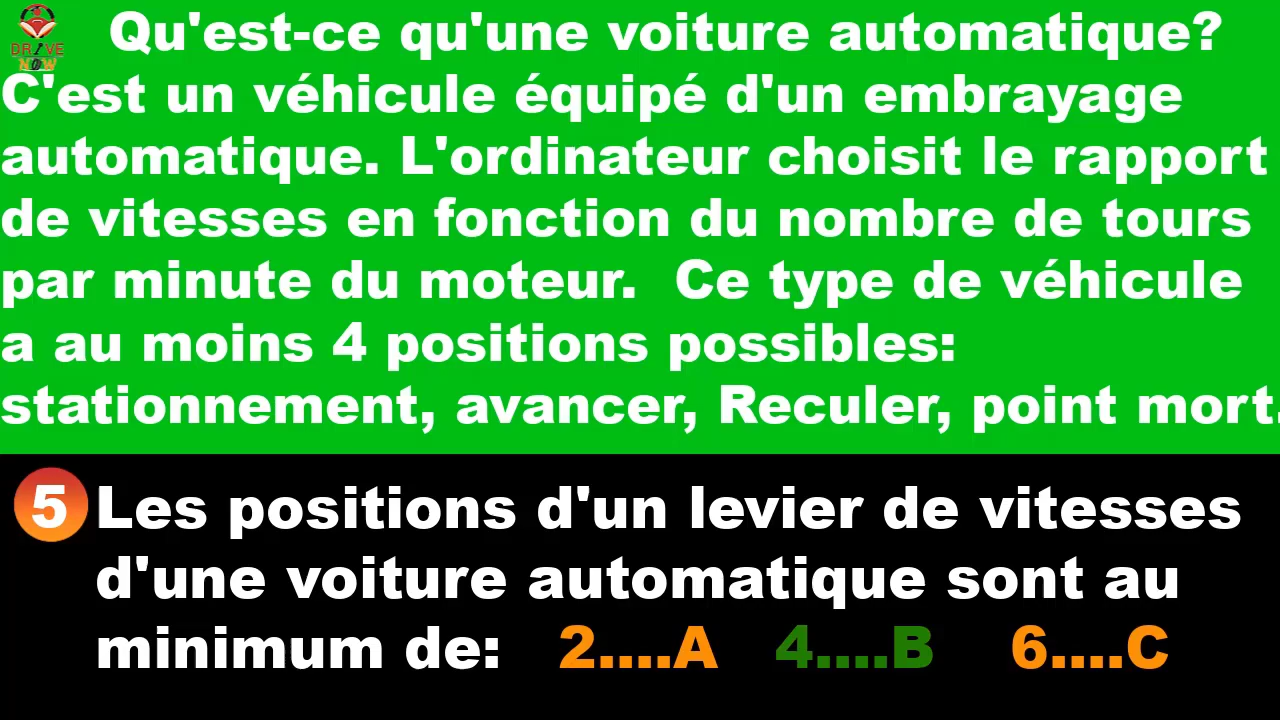 DRIVE
NOW
Qu'est-ce qu'une voiture automatique?
C'est un véhicule équipé d'un embrayage
automatique. L'ordinateur choisit le rapport
de vitesses en fonction du nombre de tours
par minute du moteur.  Ce type de véhicule
a au moins 4 positions possibles:
stationnement, avancer, Reculer, point mort.
5 Les positions d'un levier de vitesses
d'une voiture automatique sont au
minimum de: 2....A 4....B 6....C